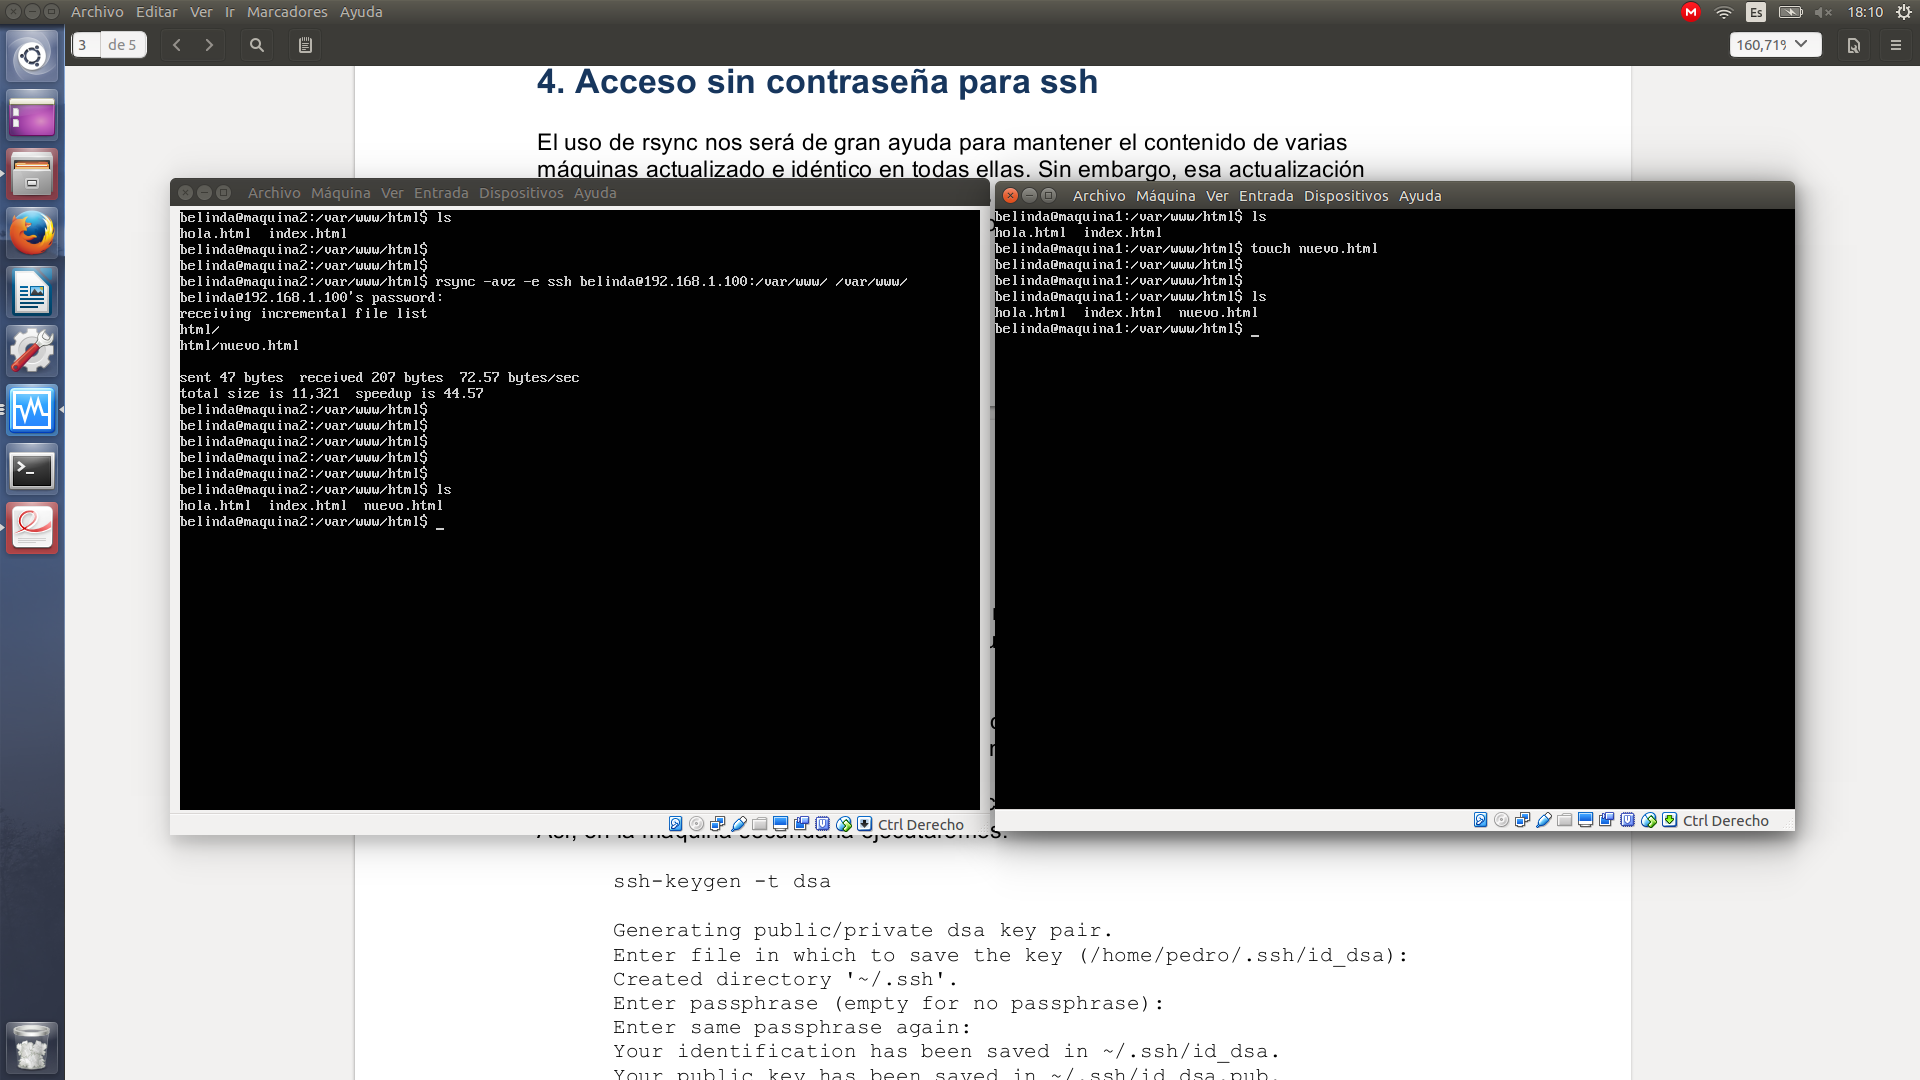 Archivo Editar Ver Ir Marcadores Ayuda
Es 18:10
3 de 5
160,71%
4. Acceso sin contraseña para ssh
El uso de rsync nos será de gran ayuda para mantener el contenido de varias
máquinas actualizado e idéntico en todas ellas. Sin embargo, esa actualización
Archivo Máquina Ver Entrada Dispositivos Ayuda
belinda@maquina2:/var/www/html$ ls
hola.html index.html
belinda@maquina2:/var/www/html$
belinda@maquina2:/var/www/html$
belinda@maquina2:/var/www/html$ rsync -avz -e ssh belinda@192.168.1.100:/var/www/ /var/www/
belinda@192.168.1.100's password:
receiving incremental file list
html/
html/nuevo.html
sent 47 bytes received 207 bytes 72.57 bytes/sec
total size is 11,321 speedup is 44.57
belinda@maquina2:/var/www/html$
belinda@maquina2:/var/www/html$
belinda@maquina2:/var/www/html$
belinda@maquina2:/var/www/html$
belinda@maquina2:/var/www/html$
belinda@maquina2:/var/www/html$ ls
hola.html index.html nuevo.html
belinda@maquina2:/var/www/html$ _
Ctrl Derecho
Archivo Máquina Ver Entrada Dispositivos Ayuda
belinda@maquina1:/var/www/html$ ls
hola.html index.html
belinda@maquina1:/var/www/html$ touch nuevo.html
belinda@maquina1:/var/www/html$
belinda@maquina1:/var/www/html$
belinda@maquina1:/var/www/html$ ls
hola.html index.html nuevo.html
belinda@maquina1:/var/www/html$ _
Ctrl Derecho
Así, en la máquina secundaria ejecutaremos:
ssh-keygen -t dsa
Generating public/private dsa key pair.
Enter file in which to save the key (/home/pedro/.ssh/id_dsa):
Created directory '~/.ssh'.
Enter passphrase (empty for no passphrase):
Enter same passphrase again:
Your identification has been saved in ~/.ssh/id_dsa.
Your public key has been saved in ~/.ssh/id_dsa.pub.